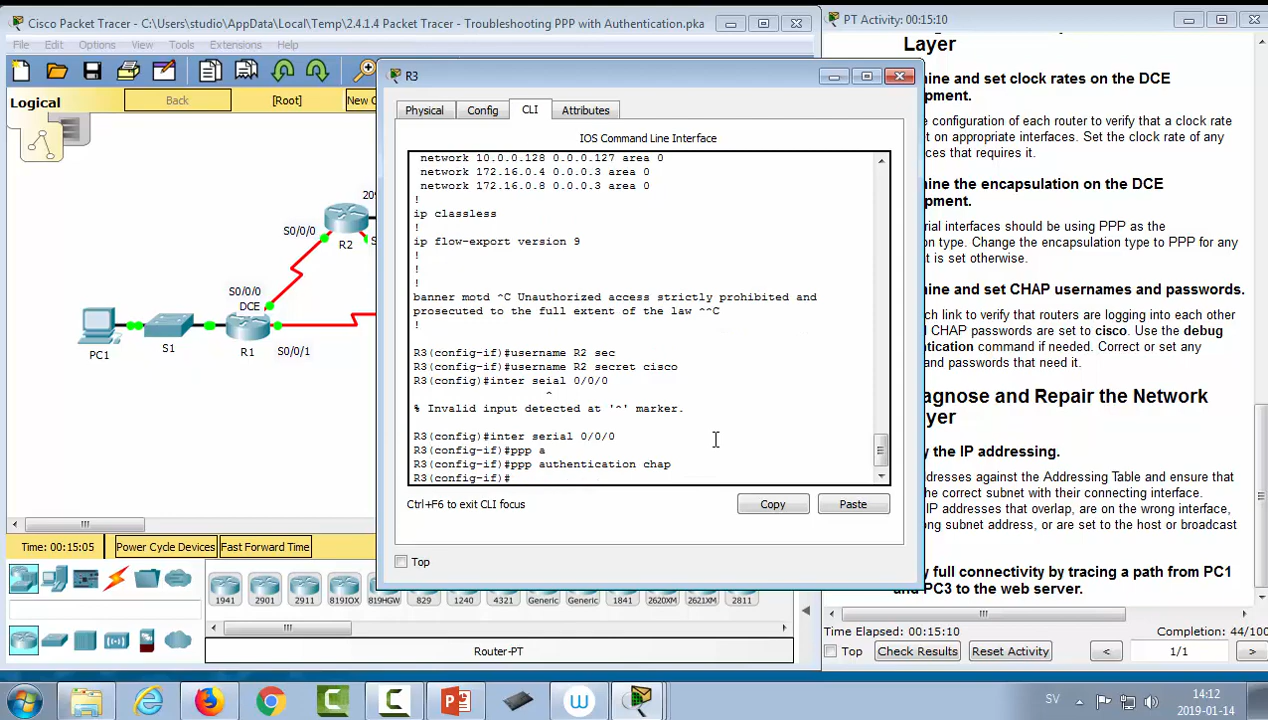 Cisco Packet Tracer - C:\Users\studio\AppData\Local\Temp\2.4.1.4 Packet Tracer - Troubleshooting PPP with Authentication.pka
File Edit Options View Tools Extensions Help
Logical
Back
[Root]
New C
S0/0/0
R2
S0/0/0
DCE
PC1
S1
R1
S0/0/1
Time: 00:15:05
Power Cycle Devices
Fast Forward Time
1941
2901
2911
819IOX
819HGW
829
1240
4321
Generic
Generic
1841
2620XM
2621XM
2811
Router-PT
R3
Physical
Config
CLI
Attributes
IOS Command Line Interface
network 10.0.0.128 0.0.0.127 area 0
network 172.16.0.4 0.0.0.3 area 0
network 172.16.0.8 0.0.0.3 area 0
!
ip classless
!
ip flow-export version 9
!
!
!
banner motd ^C Unauthorized access strictly prohibited and
prosecuted to the full extent of the law ^^C
!
R3(config-if)#username R2 sec
R3(config-if)#username R2 secret cisco
R3(config)#inter seial 0/0/0
^
% Invalid input detected at '^' marker.
R3(config)#inter serial 0/0/0
R3(config-if)#ppp a
R3(config-if)#ppp authentication chap
R3(config-if)#
Ctrl+F6 to exit CLI focus
Copy
Paste
Top
PT Activity: 00:15:10
Layer
mine and set clock rates on the DCE
pment.
e configuration of each router to verify that a clock rate
t on appropriate interfaces. Set the clock rate of any
ces that requires it.
mine the encapsulation on the DCE
pment.
rial interfaces should be using PPP as the
on type. Change the encapsulation type to PPP for any
at is set otherwise.
mine and set CHAP usernames and passwords.
ch link to verify that routers are logging into each other
d CHAP passwords are set to cisco. Use the debug
ntication command if needed. Correct or set any
and passwords that need it.
iagnose and Repair the Network
yer
y the IP addressing.
dresses against the Addressing Table and ensure that
the correct subnet with their connecting interface.
IP addresses that overlap, are on the wrong interface,
ng subnet address, or are set to the host or broadcast
y full connectivity by tracing a path from PC1
and PC3 to the web server.
Time Elapsed: 00:15:10
Completion: 44/100
Top
Check Results
Reset Activity
<
1/1
>
SV
14:12
2019-01-14